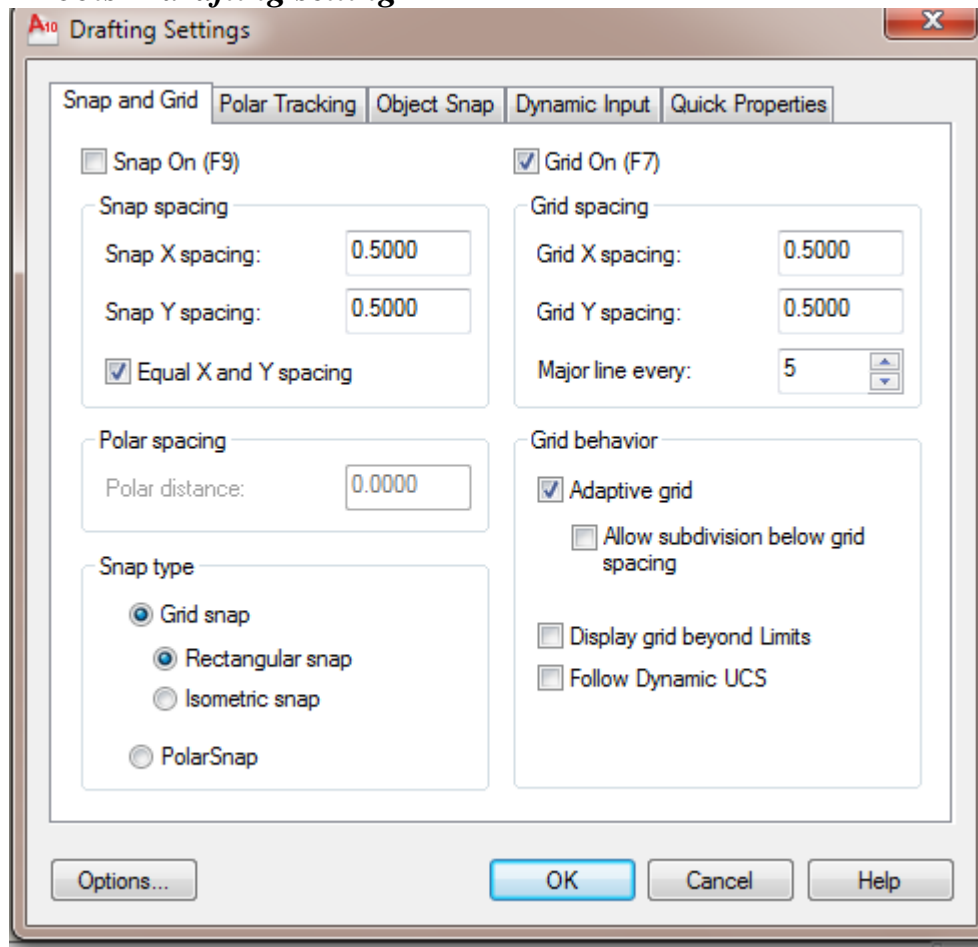 Drafting Settings
Snap and Grid
Polar Tracking
Object Snap
Dynamic Input
Quick Properties
Snap On (F9)
Snap spacing
Snap X spacing: 0.5000
Snap Y spacing: 0.5000
Equal X and Y spacing
Polar spacing
Polar distance: 0.0000
Snap type
Grid snap
Rectangular snap
Isometric snap
PolarSnap
Grid On (F7)
Grid spacing
Grid X spacing: 0.5000
Grid Y spacing: 0.5000
Major line every: 5
Grid behavior
Adaptive grid
Allow subdivision below grid
spacing
Display grid beyond Limits
Follow Dynamic UCS
Options...
OK
Cancel
Help